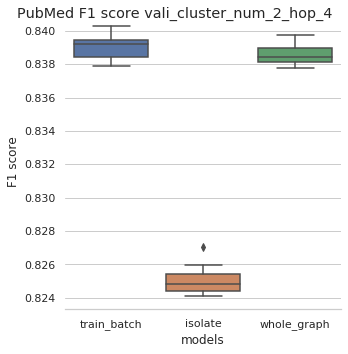 PubMed F1 score vali_cluster_num_2_hop_4
0.840
0.838
0.836
0.834
0.832
0.830
0.828
0.826
0.824
F1 score
train_batch
isolate
whole_graph
models